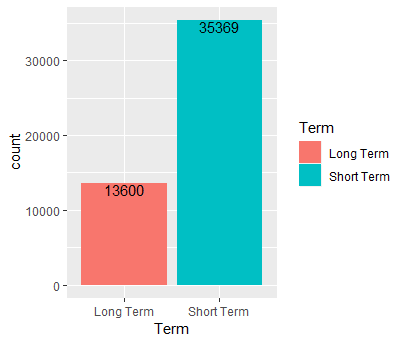 35369
30000
20000
13600
10000
0
count
Long Term
Short Term
Term
Term
Long Term
Short Term